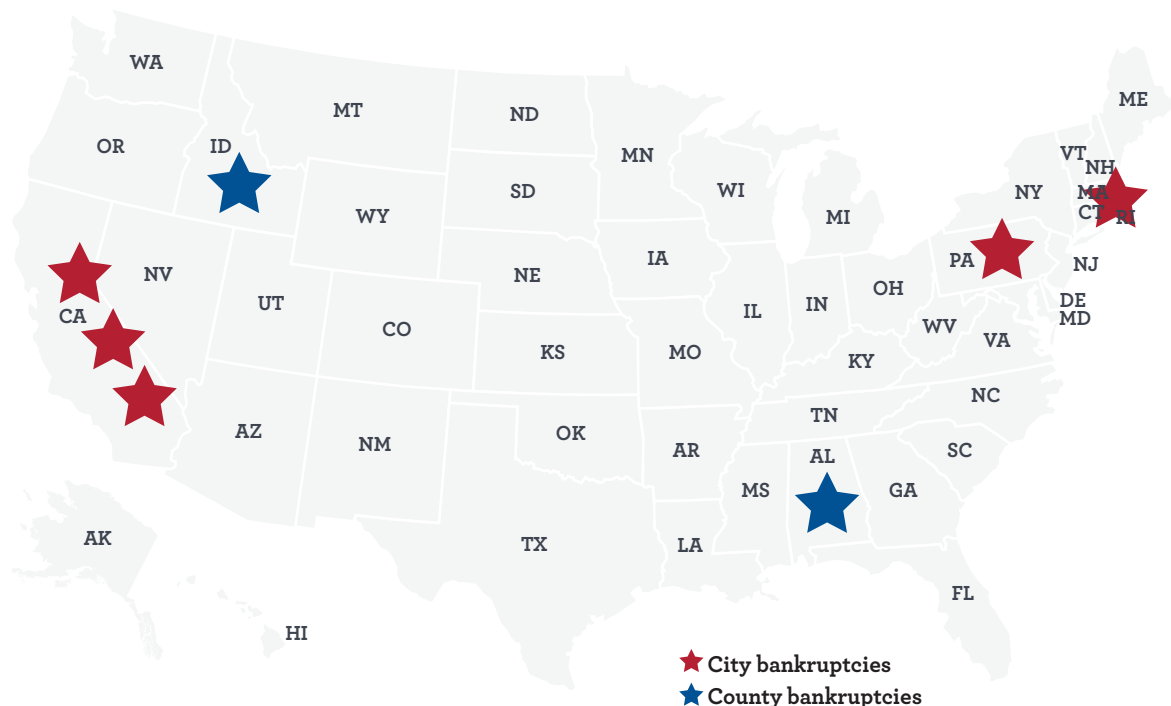 WA
MT
ND
MN
ME
OR
ID
SD
WI
VT
NH
NY
MA
CT
RI
WY
MI
IA
NE
PA
NJ
NV
UT
CO
IL
IN
OH
DE
MD
CA
WV
VA
KS
MO
KY
NC
AZ
NM
OK
AR
TN
SC
MS
AL
GA
AK
TX
LA
FL
HI
City bankruptcies
County bankruptcies